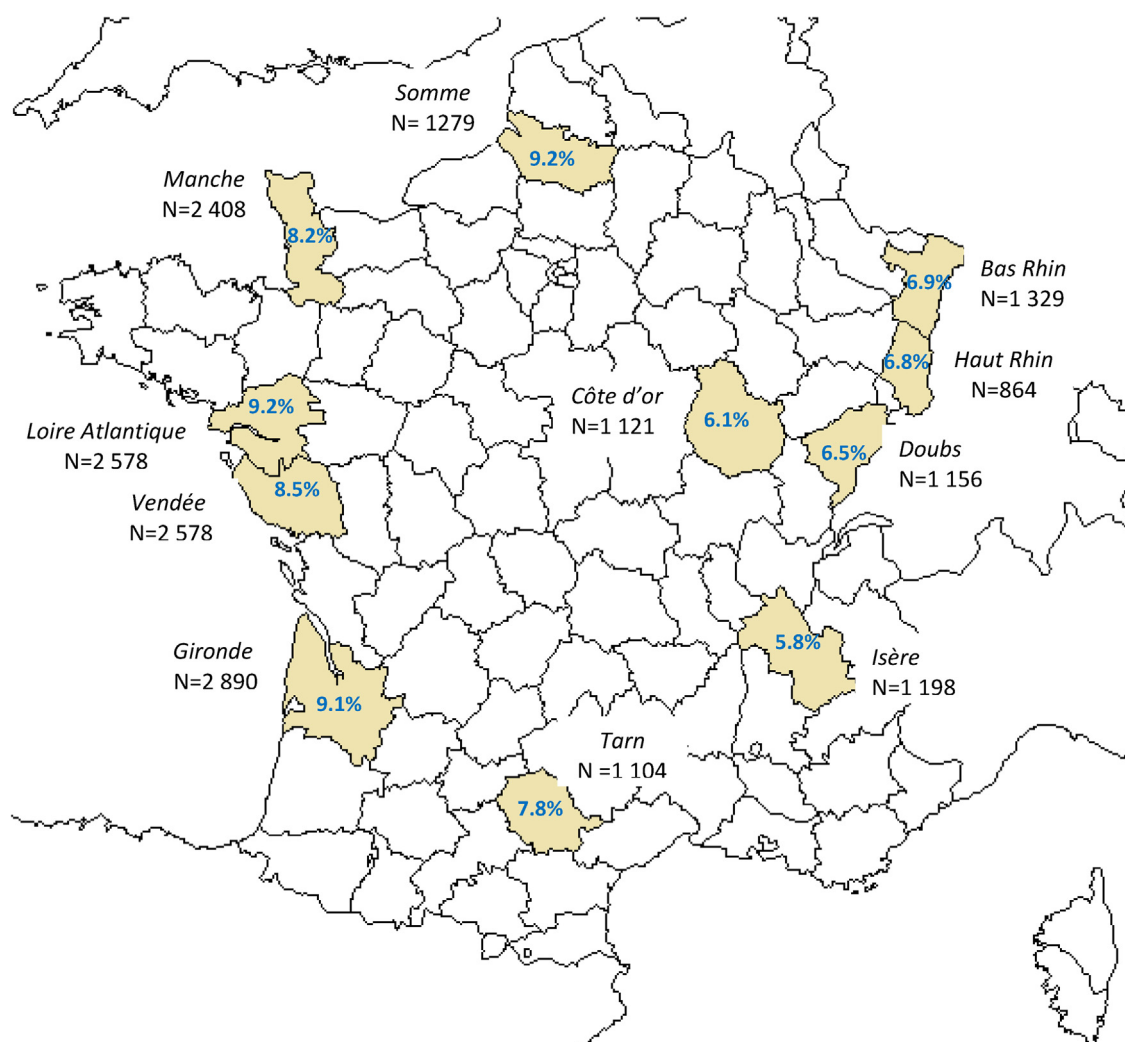 Somme
N= 1279
9.2%
Manche
N=2 408
8.2%
Bas Rhin
N=1 329
6.9%
Haut Rhin
N=864
6.8%
Côte d’or
N=1 121
6.1%
Loire Atlantique
N=2 578
9.2%
Doubs
N=1 156
6.5%
Vendée
N=2 578
8.5%
Gironde
N=2 890
9.1%
Isère
N=1 198
5.8%
Tarn
N =1 104
7.8%